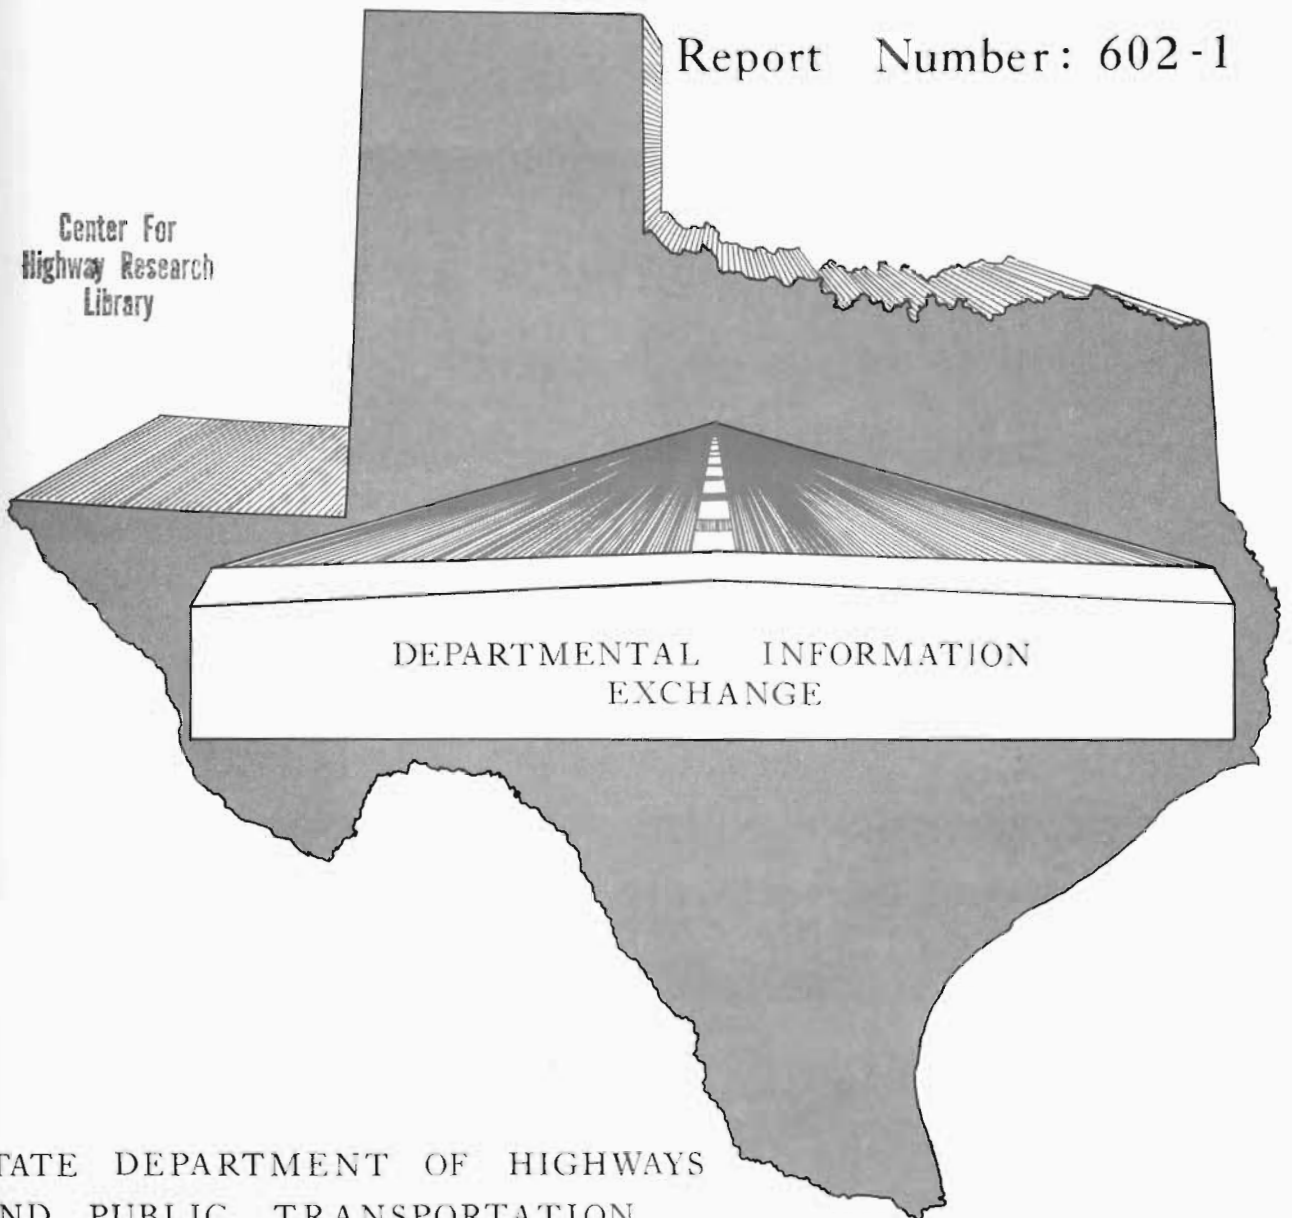 Report Number: 602-1
Center For
Highway Research
Library
DEPARTMENTAL INFORMATION
EXCHANGE
TATE DEPARTMENT OF HIGHWAYS
ND PUBLIC TRANSPORTATION